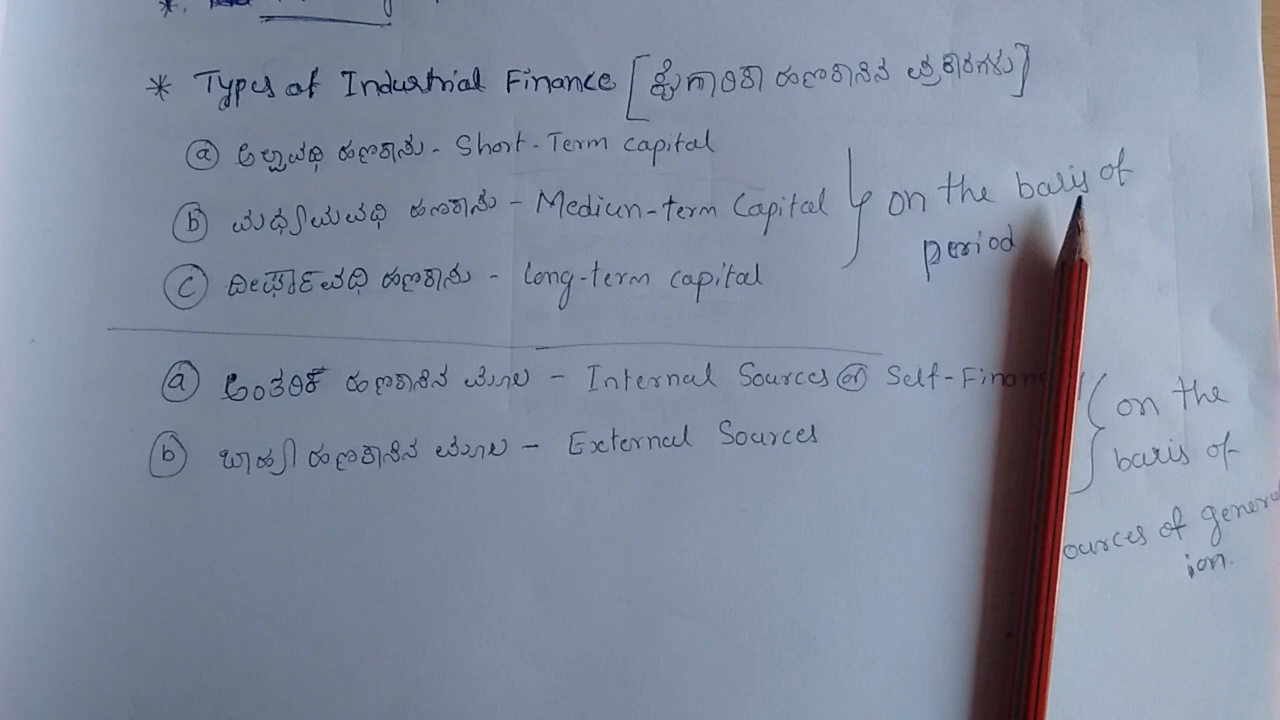 * Types of Industrial Finance [ಕೈಗಾರಿಕಾ ಹಣಕಾಸಿನ ಪ್ರಕಾರಗಳು]
ⓐ ಅಲ್ಪಾವಧಿ ಹಣಕಾಸು - Short-Term capital
ⓑ ಮಧ್ಯಮಾವಧಿ ಹಣಕಾಸು - Mediun-term Capital } on the basis of
period
ⓒ ದೀರ್ಘಾವಧಿ ಹಣಕಾಸು - Long-term capital
ⓐ ಆಂತರಿಕ ಹಣಕಾಸಿನ ಮೂಲ - Internal Sources or Self-Finan } on the
basis of
ⓑ ಬಾಹ್ಯ ಹಣಕಾಸಿನ ಮೂಲ - External Sources
ources of genera
ion.